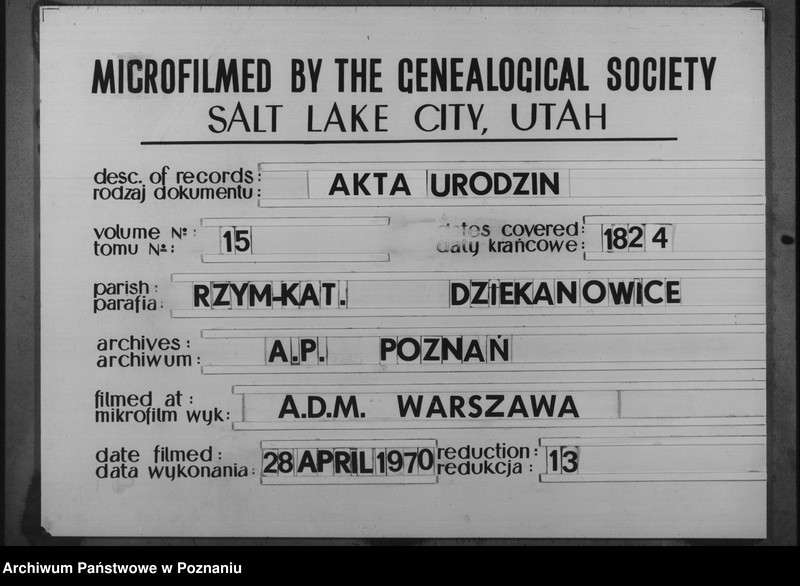 MICROFILMED BY THE GENEALOGICAL SOCIETY
SALT LAKE CITY, UTAH
desc. of records: AKTA URODZIN
rodzaj dokumentu:
volume №: 15 dates covered: 1824
tomu №: daty krańcowe:
parish: RZYM-KAT. DZIEKANOWICE
parafia:
archives: A.P. POZNAŃ
archiwum:
filmed at: A.D.M. WARSZAWA
mikrofilm wyk:
date filmed: 28 APRIL 1970 reduction: 13
data wykonania: redukcja:
Archiwum Państwowe w Poznaniu